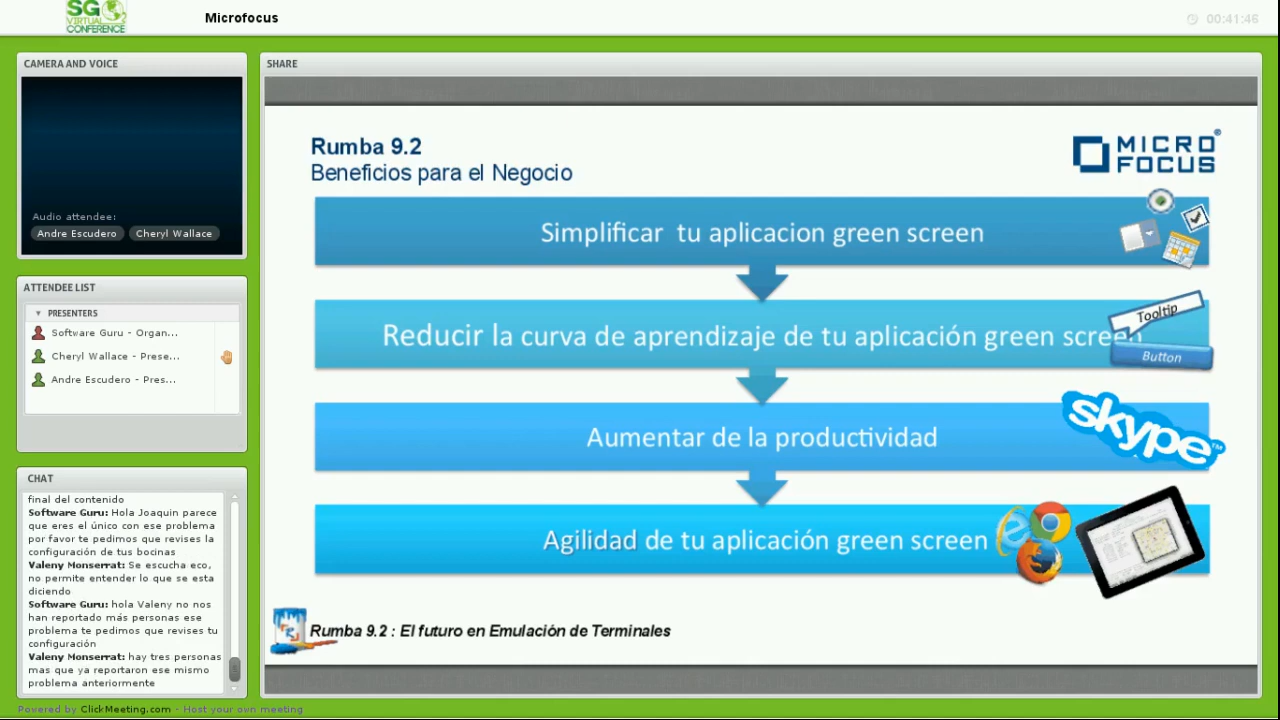 SG
VIRTUAL
CONFERENCE
Microfocus
00:41:46
CAMERA AND VOICE
Audio attendee:
Andre Escudero
Cheryl Wallace
ATTENDEE LIST
PRESENTERS
Software Guru - Organ...
Cheryl Wallace - Prese...
Andre Escudero - Pres...
CHAT
final del contenido
Software Guru: Hola Joaquin parece
que eres el único con ese problema
por favor te pedimos que revises la
configuración de tus bocinas
Valeny Monserrat: Se escucha eco,
no permite entender lo que se esta
diciendo
Software Guru: hola Valeny no nos
han reportado más personas ese
problema te pedimos que revises tu
configuración
Valeny Monserrat: hay tres personas
mas que ya reportaron ese mismo
problema anteriormente
SHARE
Rumba 9.2
Beneficios para el Negocio
MICRO
FOCUS®
Simplificar tu aplicacion green screen
Reducir la curva de aprendizaje de tu aplicación green screen
Tooltip
Button
Aumentar de la productividad
skype™
Agilidad de tu aplicación green screen
Rumba 9.2 : El futuro en Emulación de Terminales
Powered by ClickMeeting.com - Host your own meeting